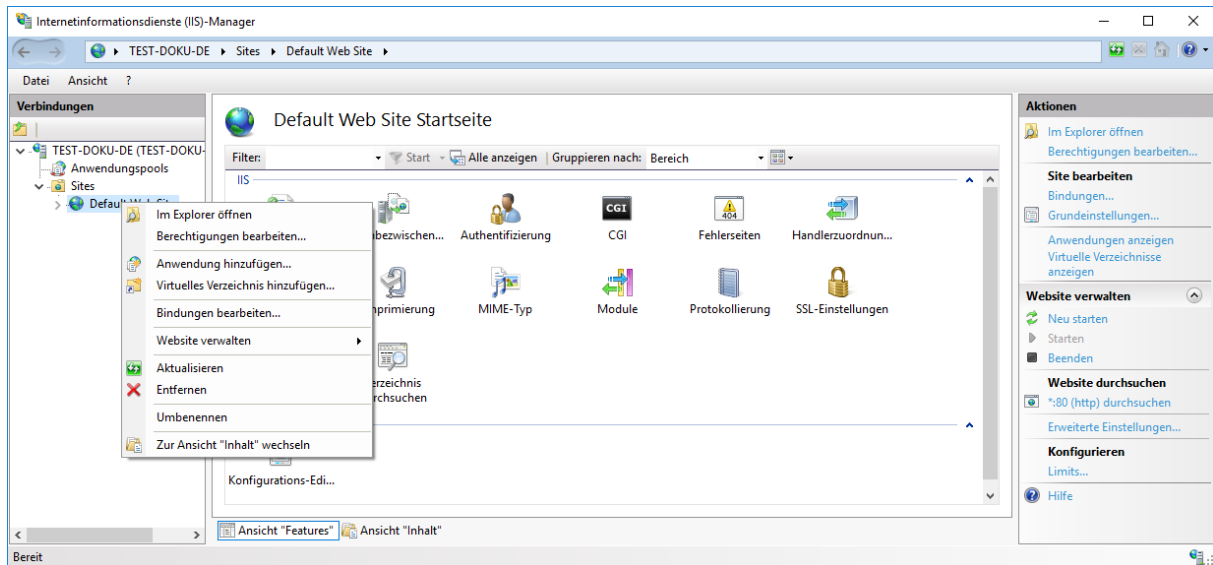 Internetinformationsdienste (IIS)-Manager
TEST-DOKU-DE Sites Default Web Site
Datei Ansicht ?
Verbindungen
TEST-DOKU-DE (TEST-DOKU-
Anwendungspools
Sites
Im Explorer öffnen
Berechtigungen bearbeiten...
Anwendung hinzufügen...
Virtuelles Verzeichnis hinzufügen...
Bindungen bearbeiten...
Website verwalten
Aktualisieren
Entfernen
Umbenennen
Zur Ansicht "Inhalt" wechseln
Default Web Site Startseite
Filter: Start Alle anzeigen Gruppieren nach: Bereich
IIS
Authentifizierung CGI Fehlerseiten Handlerzuordnun...
MIME-Typ Module Protokollierung SSL-Einstellungen
Konfigurations-Edi...
Ansicht "Features" Ansicht "Inhalt"
Aktionen
Im Explorer öffnen
Berechtigungen bearbeiten...
Site bearbeiten
Bindungen...
Grundeinstellungen...
Anwendungen anzeigen
Virtuelle Verzeichnisse
anzeigen
Website verwalten
Neu starten
Starten
Beenden
Website durchsuchen
*:80 (http) durchsuchen
Erweiterte Einstellungen...
Konfigurieren
Limits...
Hilfe
Bereit